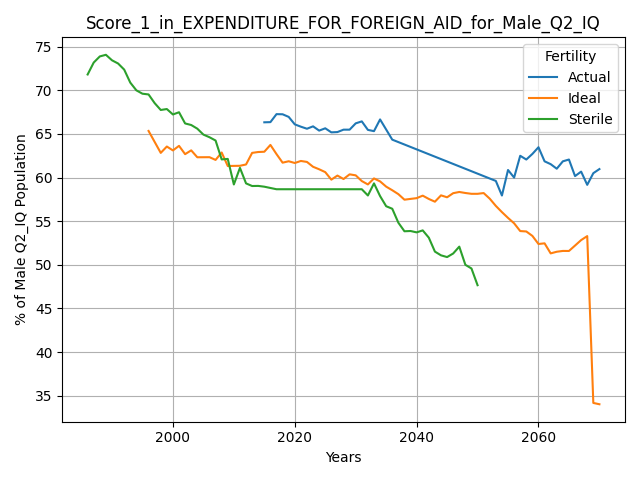 Score_1_in_EXPENDITURE_FOR_FOREIGN_AID_for_Male_Q2_IQ
% of Male Q2_IQ Population
75
70
65
60
55
50
45
40
35
Fertility
Actual
Ideal
Sterile
2000 2020 2040 2060
Years